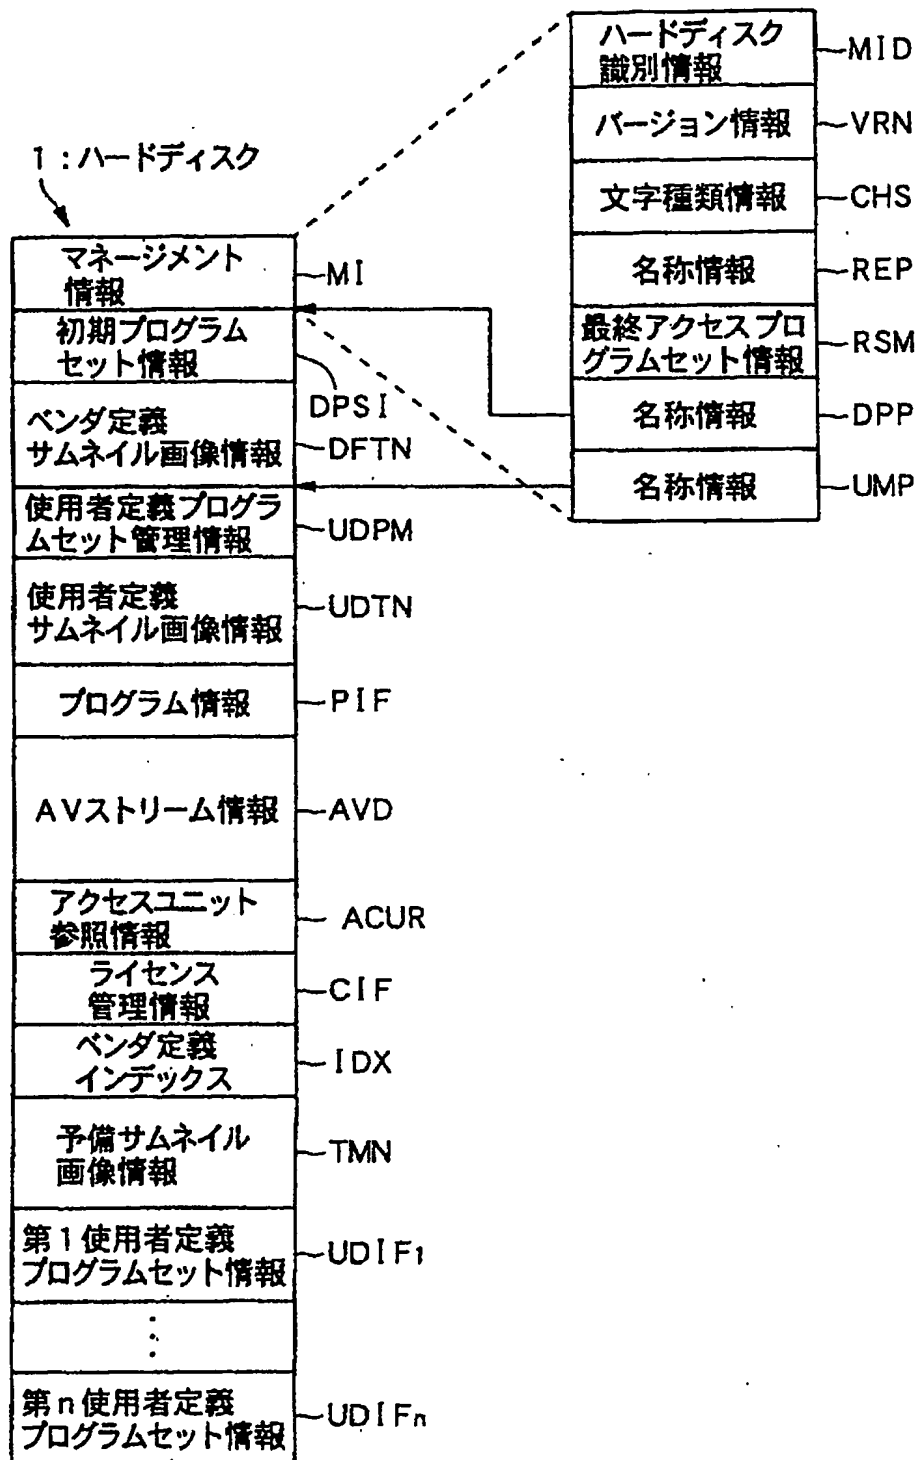 ハードディスク
識別情報
MID
バージョン情報
VRN
文字種類情報
CHS
名称情報
REP
最終アクセスプロ
グラムセット情報
RSM
名称情報
DPP
名称情報
UMP
1:ハードディスク
マネージメント
情報
MI
初期プログラム
セット情報
DPSI
ベンダ定義
サムネイル画像情報
DFTN
使用者定義プログラ
ムセット管理情報
UDPM
使用者定義
サムネイル画像情報
UDTN
プログラム情報
PIF
AVストリーム情報
AVD
アクセスユニット
参照情報
ACUR
ライセンス
管理情報
CIF
ベンダ定義
インデックス
IDX
予備サムネイル
画像情報
TMN
第1使用者定義
プログラムセット情報
UDIF1
⋮
第n使用者定義
プログラムセット情報
UDIFn